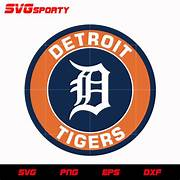 SVGSPORTY
DETROIT
D
TIGERS
SVG PNG EPS DXF